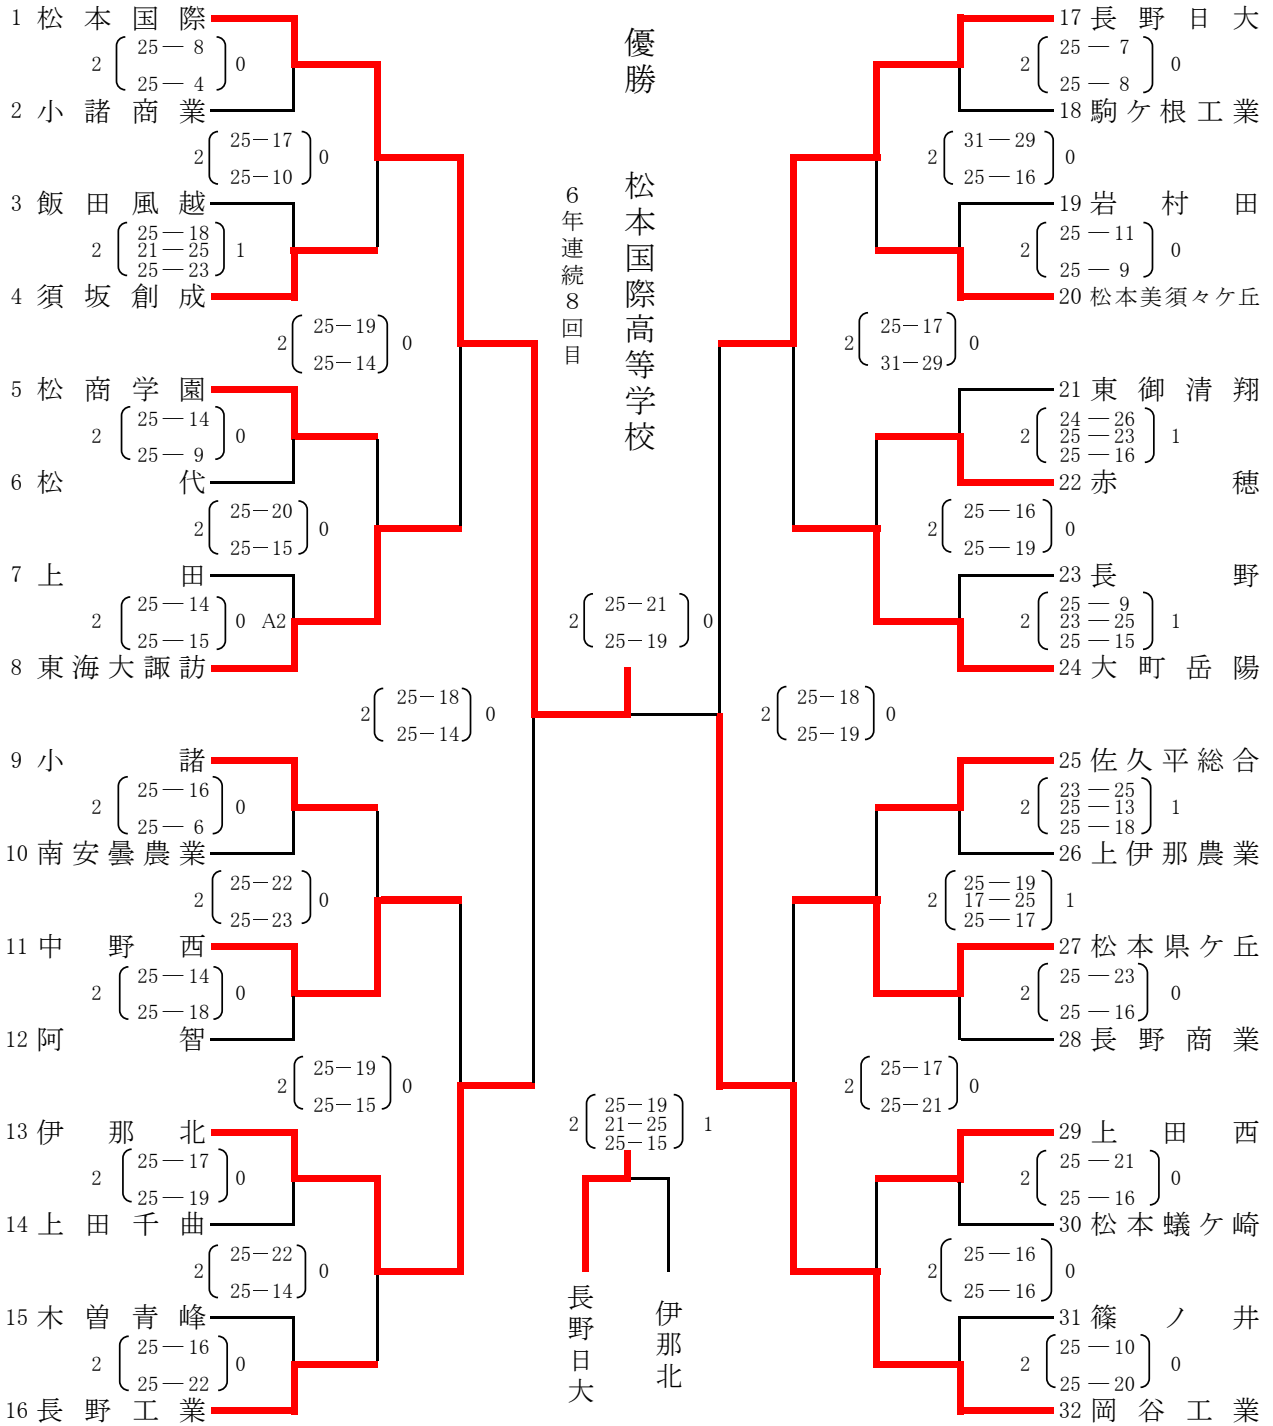 優勝
松本国際高等学校
6年連続8回目
1 松本国際
2 ( 25－ 8 25－ 4 ) 0
2 小諸商業
2 ( 25－17 25－10 ) 0
3 飯田風越
2 ( 25－18 21－25 25－23 ) 1
4 須坂創成
2 ( 25－19 25－14 ) 0
5 松商学園
2 ( 25－14 25－ 9 ) 0
6 松代
2 ( 25－20 25－15 ) 0
7 上田
2 ( 25－14 25－15 ) 0 A2
8 東海大諏訪
2 ( 25－18 25－14 ) 0
9 小諸
2 ( 25－16 25－ 6 ) 0
10 南安曇農業
2 ( 25－22 25－23 ) 0
11 中野西
2 ( 25－14 25－18 ) 0
12 阿智
2 ( 25－19 25－15 ) 0
13 伊那北
2 ( 25－17 25－19 ) 0
14 上田千曲
2 ( 25－22 25－14 ) 0
15 木曽青峰
2 ( 25－16 25－22 ) 0
16 長野工業
2 ( 25－21 25－19 ) 0
2 ( 25－19 21－25 25－15 ) 1
長野日大
伊那北
17 長野日大
2 ( 25－ 7 25－ 8 ) 0
18 駒ケ根工業
2 ( 31－29 25－16 ) 0
19 岩村田
2 ( 25－11 25－ 9 ) 0
20 松本美須々ケ丘
2 ( 25－17 31－29 ) 0
21 東御清翔
2 ( 24－26 25－23 25－16 ) 1
22 赤穂
2 ( 25－16 25－19 ) 0
23 長野
2 ( 25－ 9 23－25 25－15 ) 1
24 大町岳陽
2 ( 25－18 25－19 ) 0
25 佐久平総合
2 ( 23－25 25－13 25－18 ) 1
26 上伊那農業
2 ( 25－19 17－25 25－17 ) 1
27 松本県ケ丘
2 ( 25－23 25－16 ) 0
28 長野商業
2 ( 25－17 25－21 ) 0
29 上田西
2 ( 25－21 25－16 ) 0
30 松本蟻ケ崎
2 ( 25－16 25－16 ) 0
31 篠ノ井
2 ( 25－10 25－20 ) 0
32 岡谷工業